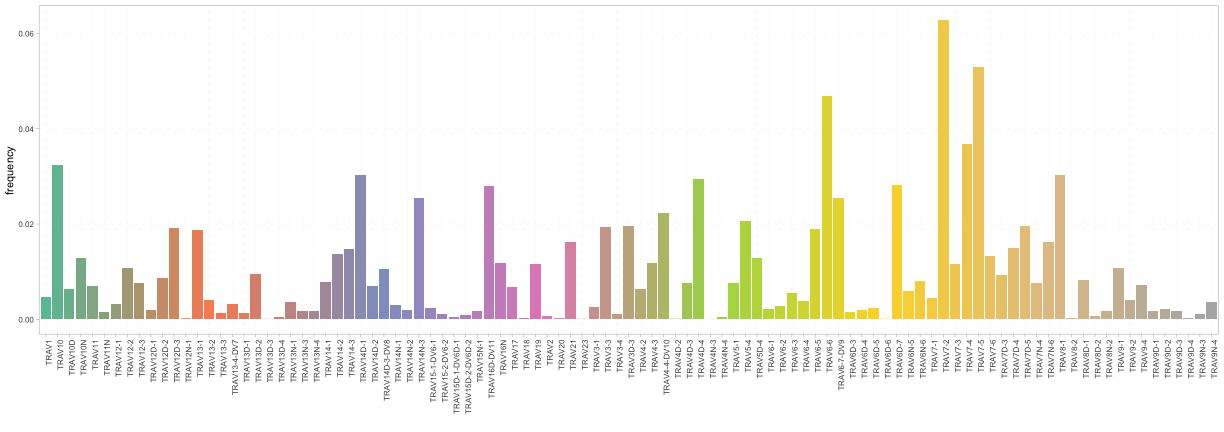 frequency
0.06
0.04
0.02
0.00
TRAV1
TRAV10
TRAV10D
TRAV10N
TRAV11
TRAV11N
TRAV12-1
TRAV12-2
TRAV12-3
TRAV12D-1
TRAV12D-2
TRAV12D-3
TRAV12N-1
TRAV13-1
TRAV13-2
TRAV13-3
TRAV13-4-DV7
TRAV13D-1
TRAV13D-2
TRAV13D-3
TRAV13D-4
TRAV13N-1
TRAV13N-3
TRAV13N-4
TRAV14-1
TRAV14-2
TRAV14-3
TRAV14D-1
TRAV14D-2
TRAV14D-3-DV8
TRAV14N-1
TRAV14N-2
TRAV14N-3
TRAV15-1-DV6-1
TRAV15-2-DV6-2
TRAV15D-1-DV6D-1
TRAV15D-2-DV6D-2
TRAV15N-1
TRAV16D-DV11
TRAV16N
TRAV17
TRAV18
TRAV19
TRAV2
TRAV20
TRAV21
TRAV23
TRAV3-1
TRAV3-3
TRAV3-4
TRAV3D-3
TRAV4-2
TRAV4-3
TRAV4-4-DV10
TRAV4D-2
TRAV4D-3
TRAV4D-4
TRAV4N-3
TRAV4N-4
TRAV5-1
TRAV5-4
TRAV5D-4
TRAV6-1
TRAV6-2
TRAV6-3
TRAV6-4
TRAV6-5
TRAV6-6
TRAV6-7-DV9
TRAV6D-3
TRAV6D-4
TRAV6D-5
TRAV6D-6
TRAV6D-7
TRAV6N-5
TRAV6N-7
TRAV7-1
TRAV7-2
TRAV7-3
TRAV7-4
TRAV7-5
TRAV7-6
TRAV7D-3
TRAV7D-4
TRAV7D-5
TRAV7N-4
TRAV7N-6
TRAV8-1
TRAV8-2
TRAV8D-1
TRAV8D-2
TRAV8N-2
TRAV9-1
TRAV9-2
TRAV9-4
TRAV9D-1
TRAV9D-2
TRAV9D-3
TRAV9D-4
TRAV9N-2
TRAV9N-4